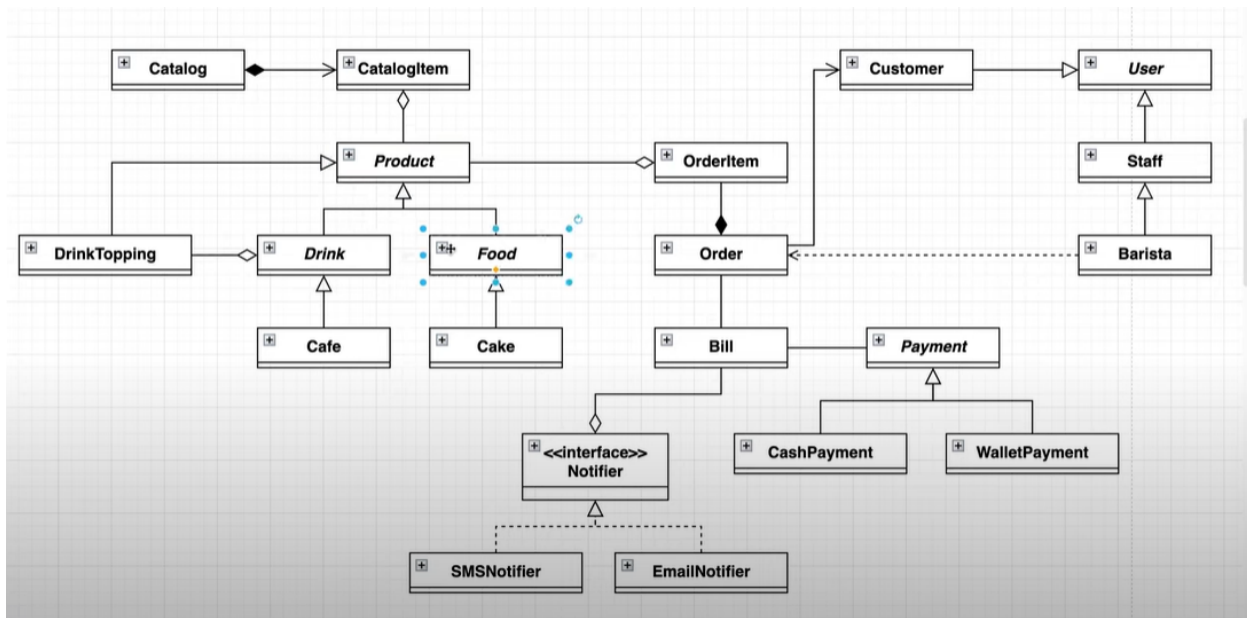 Catalog
CatalogItem
Customer
User
Product
OrderItem
Staff
DrinkTopping
Drink
Food
Order
Barista
Cafe
Cake
Bill
Payment
<<interface>>
Notifier
CashPayment
WalletPayment
SMSNotifier
EmailNotifier